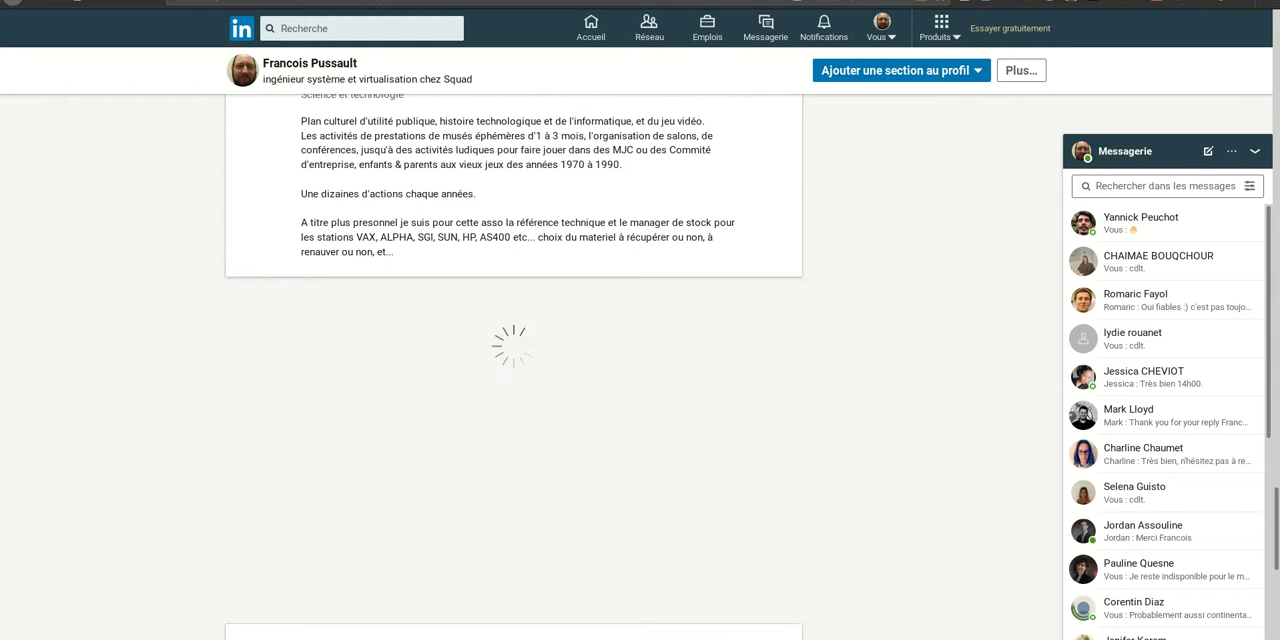 in
Recherche
Accueil
Réseau
Emplois
Messagerie
Notifications
Vous
Produits
Essayer gratuitement
Francois Pussault
ingénieur système et virtualisation chez Squad
Ajouter une section au profil
Plus...
Science et technologie
Plan culturel d'utilité publique, histoire technologique et de l'informatique, et du jeu vidéo.
Les activités de prestations de musés éphémères d'1 à 3 mois, l'organisation de salons, de
conférences, jusqu'à des activités ludiques pour faire jouer dans des MJC ou des Commité
d'entreprise, enfants & parents aux vieux jeux des années 1970 à 1990.
Une dizaines d'actions chaque années.
A titre plus presonnel je suis pour cette asso la référence technique et le manager de stock pour
les stations VAX, ALPHA, SGI, SUN, HP, AS400 etc... choix du materiel à récupérer ou non, à
renauver ou non, et...
Messagerie
Rechercher dans les messages
Yannick Peuchot
Vous :
CHAIMAE BOUQCHOUR
Vous : cdlt.
Romaric Fayol
Romaric : Oui fiables :) c'est pas toujo...
lydie rouanet
Vous : cdlt.
Jessica CHEVIOT
Jessica : Très bien 14h00.
Mark Lloyd
Mark : Thank you for your reply Franc...
Charline Chaumet
Charline : Très bien, n'hésitez pas à re...
Selena Guisto
Vous : cdlt.
Jordan Assouline
Jordan : Merci Francois
Pauline Quesne
Vous : Je reste indisponible pour le m...
Corentin Diaz
Vous : Probablement aussi continenta...